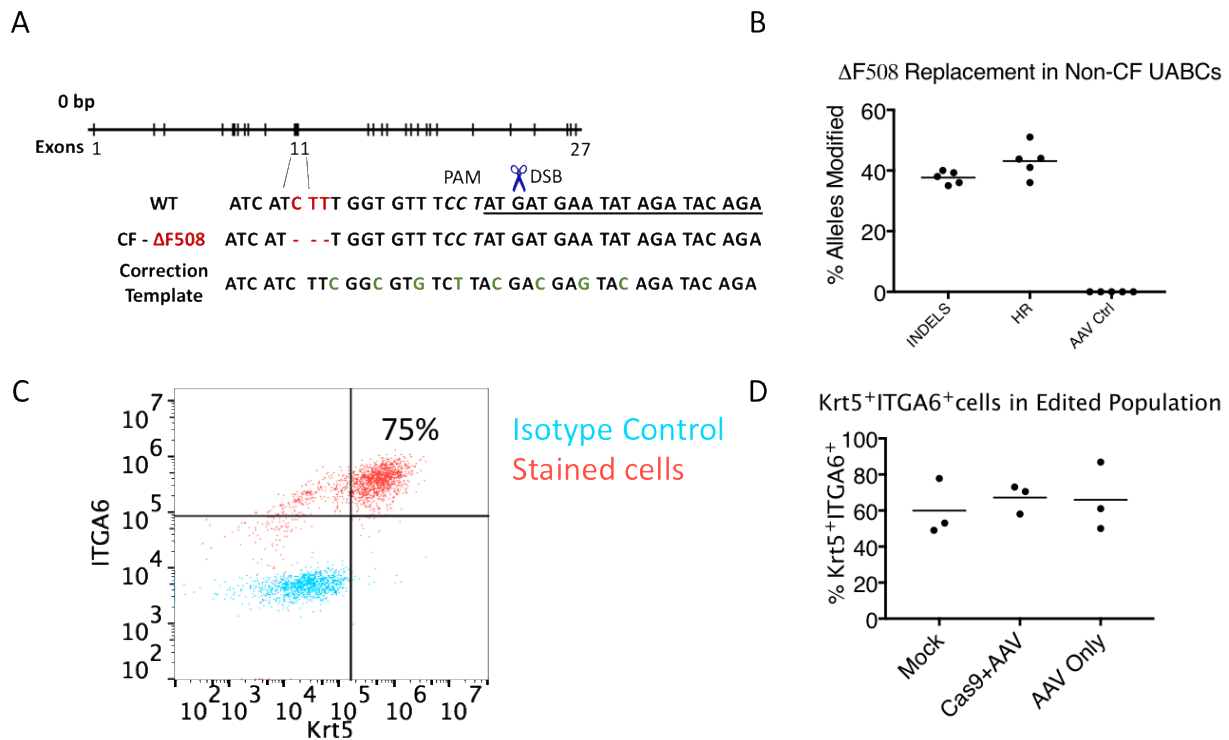 A
0 bp
Exons 1 11 27
PAM DSB
WT ATC ATC TTT GGT GTT TCC TAT GAT GAA TAT AGA TAC AGA
CF - ΔF508 ATC AT- --T GGT GTT TCC TAT GAT GAA TAT AGA TAC AGA
Correction
Template
ATC ATC TTC GGC GTG TCT TAC GAC GAG TAC AGA TAC AGA
B
ΔF508 Replacement in Non-CF UABCs
% Alleles Modified
60
40
20
0
INDELS
HR
AAV Ctrl
C
ITGA6
10^7
10^6
10^5
10^4
10^3
10^2
10^1
75%
10^1 10^2 10^3 10^4 10^5 10^6 10^7
Krt5
Isotype Control
Stained cells
D
Krt5+ITGA6+cells in Edited Population
% Krt5+ITGA6+
100
80
60
40
20
0
Mock
Cas9+AAV
AAV Only